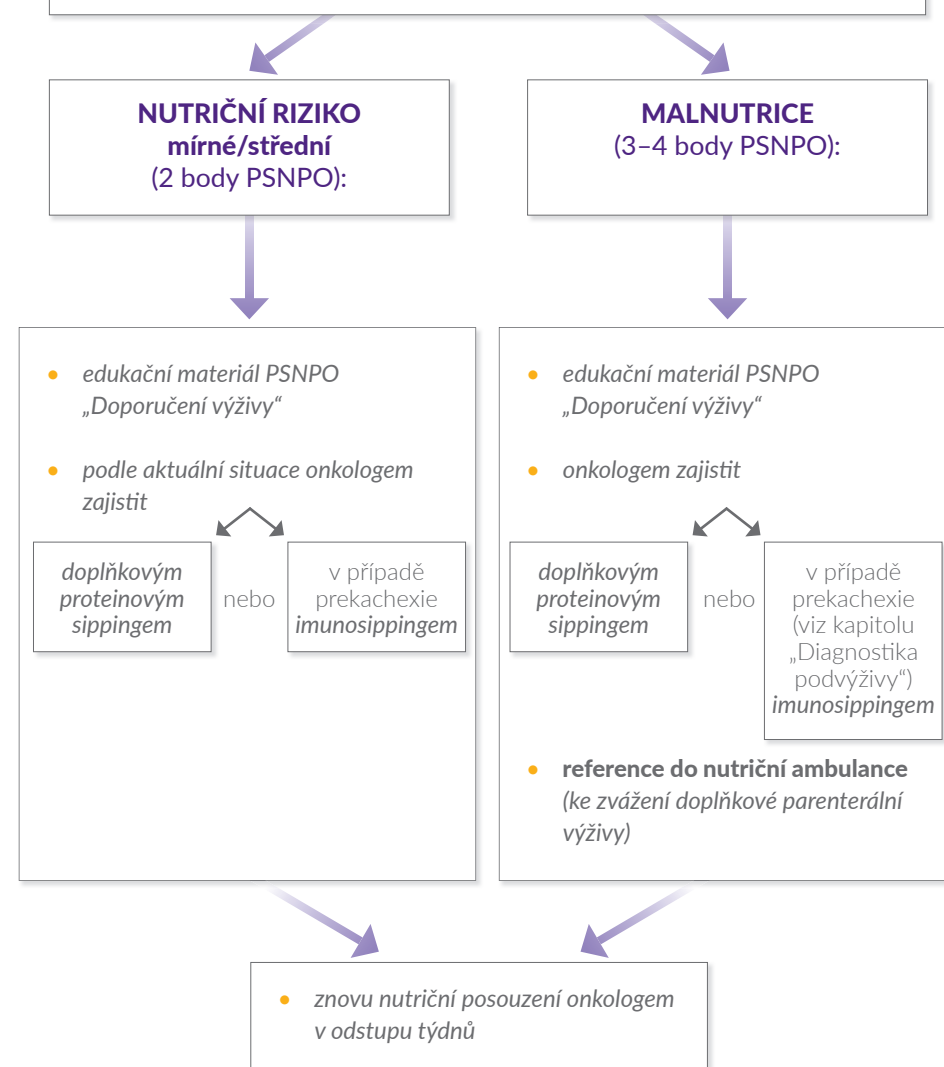 NUTRIČNÍ RIZIKO
mírné/střední
(2 body PSNPO):
MALNUTRICE
(3–4 body PSNPO):
• edukační materiál PSNPO
„Doporučení výživy“
• podle aktuální situace onkologem
zajistit
doplňkovým
proteinovým
sippingem
nebo
v případě
prekachexie
imunosippingem
• edukační materiál PSNPO
„Doporučení výživy“
• onkologem zajistit
doplňkovým
proteinovým
sippingem
nebo
v případě
prekachexie
(viz kapitolu
„Diagnostika
podvýživy“)
imunosippingem
• reference do nutriční ambulance
(ke zvážení doplňkové parenterální
výživy)
• znovu nutriční posouzení onkologem
v odstupu týdnů